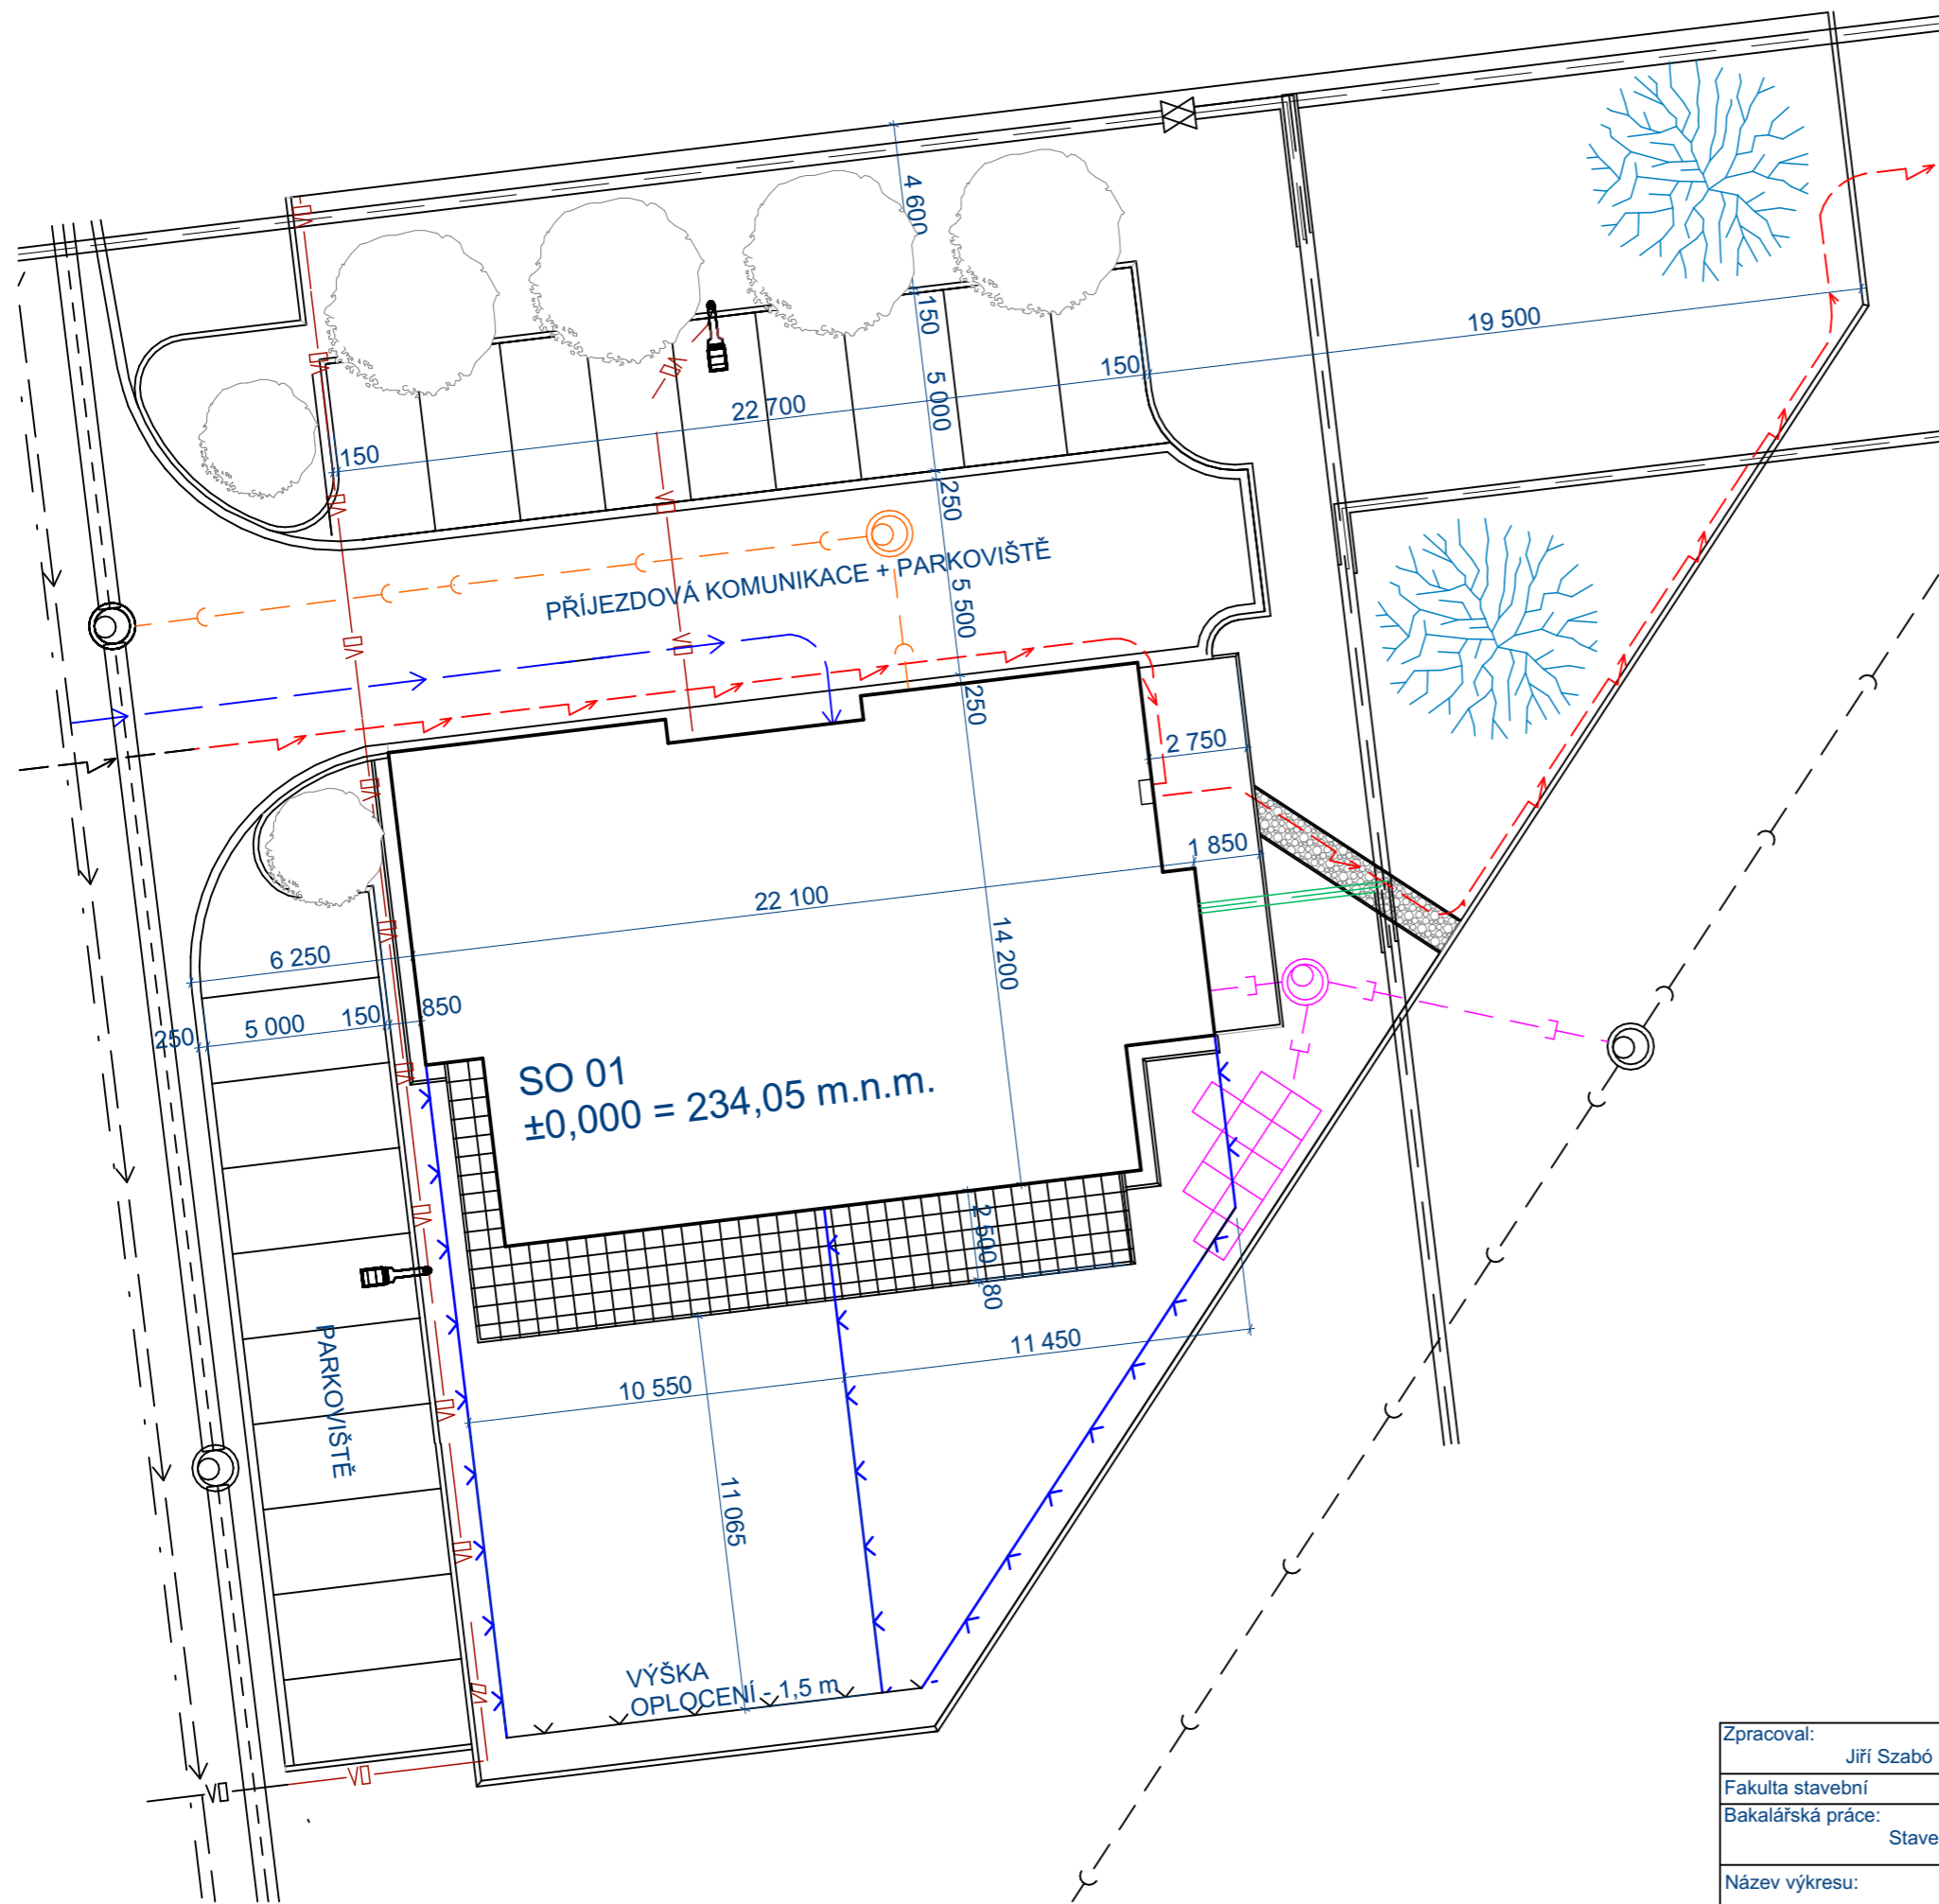 4 600
150
19 500
150
5 000
22 700
150
250
PŘÍJEZDOVÁ KOMUNIKACE + PARKOVIŠTĚ
5 500
250
2 750
1 850
22 100
14 200
6 250
850
150
5 000
250
SO 01
±0,000 = 234,05 m.n.m.
2 500
80
11 450
10 550
PARKOVIŠTĚ
11 065
VÝŠKA
OPLOCENÍ - 1,5 m
Zpracoval:
Jiří Szabó
Fakulta stavební
Bakalářská práce:
Stave
Název výkresu: